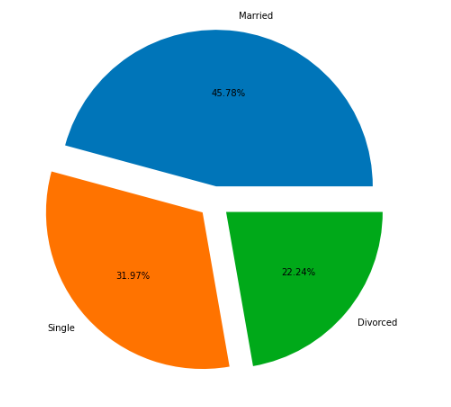 Married
45.78%
31.97%
22.24%
Single
Divorced